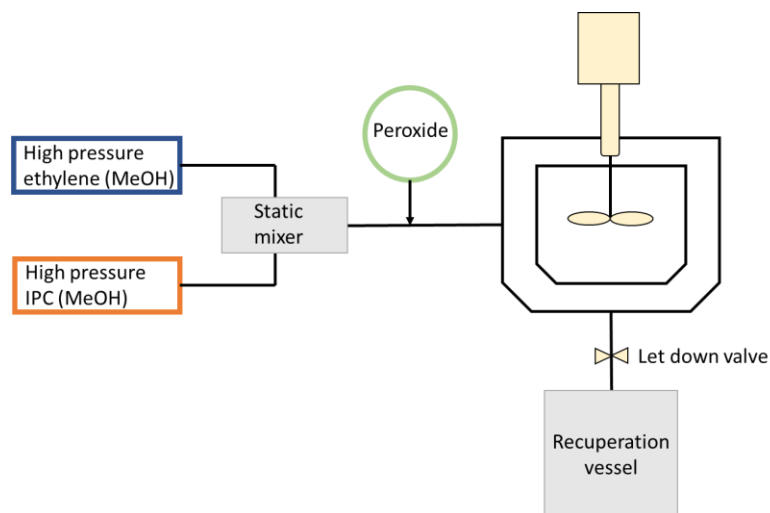 Peroxide
High pressure
ethylene (MeOH)
Static
mixer
High pressure
IPC (MeOH)
Let down valve
Recuperation
vessel